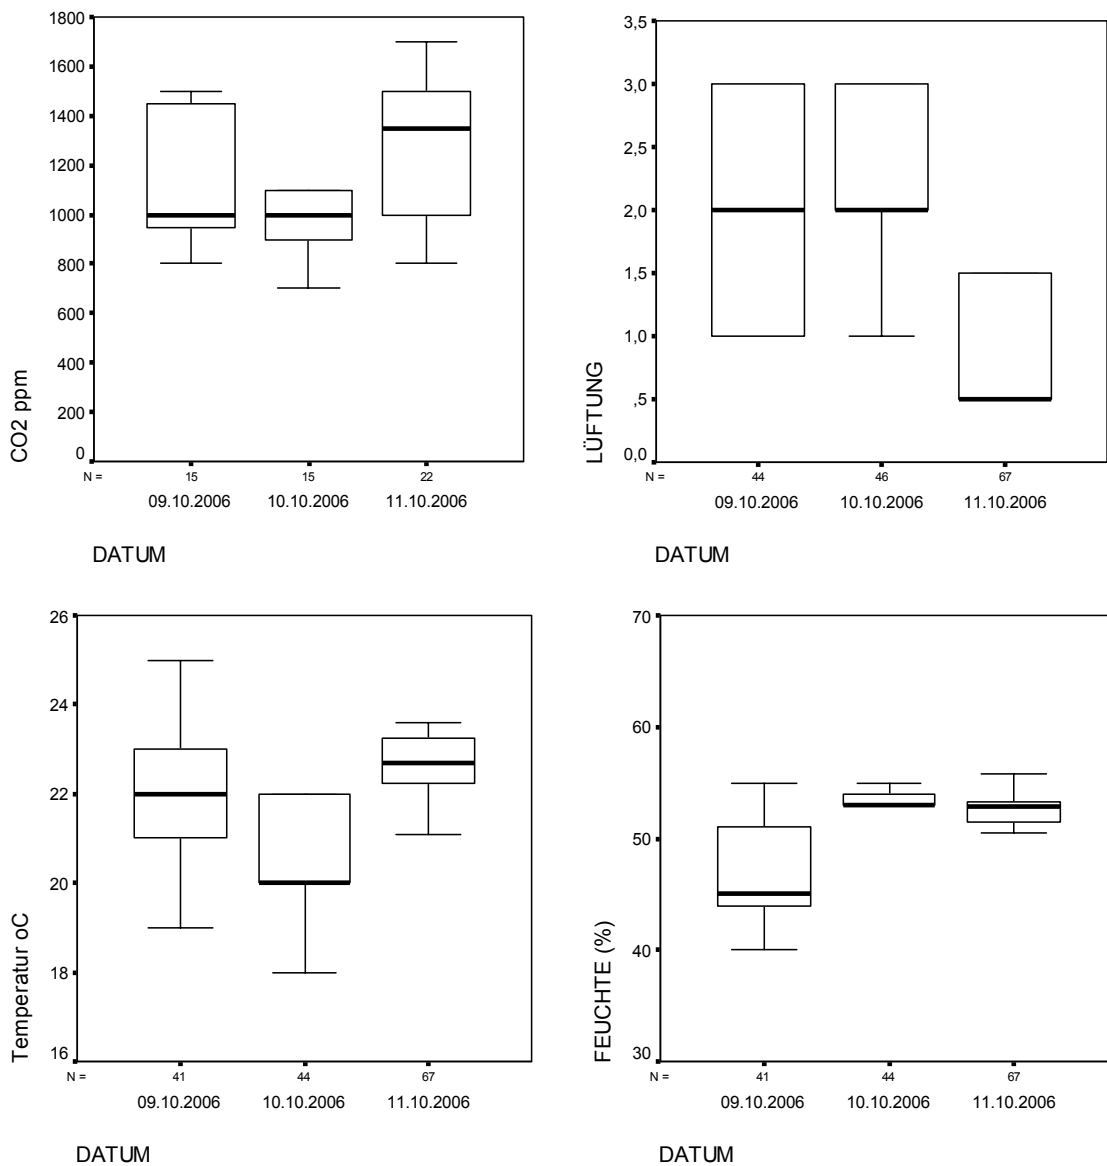 1800
1600
1400
1200
1000
800
600
400
200
0
CO2 ppm
N = 15 15 22
09.10.2006 10.10.2006 11.10.2006
DATUM
3,5
3,0
2,5
2,0
1,5
1,0
,5
0,0
LÜFTUNG
N = 44 46 67
09.10.2006 10.10.2006 11.10.2006
DATUM
26
24
22
20
18
16
Temperatur oC
N = 41 44 67
09.10.2006 10.10.2006 11.10.2006
DATUM
70
60
50
40
30
FEUCHTE (%)
N = 41 44 67
09.10.2006 10.10.2006 11.10.2006
DATUM